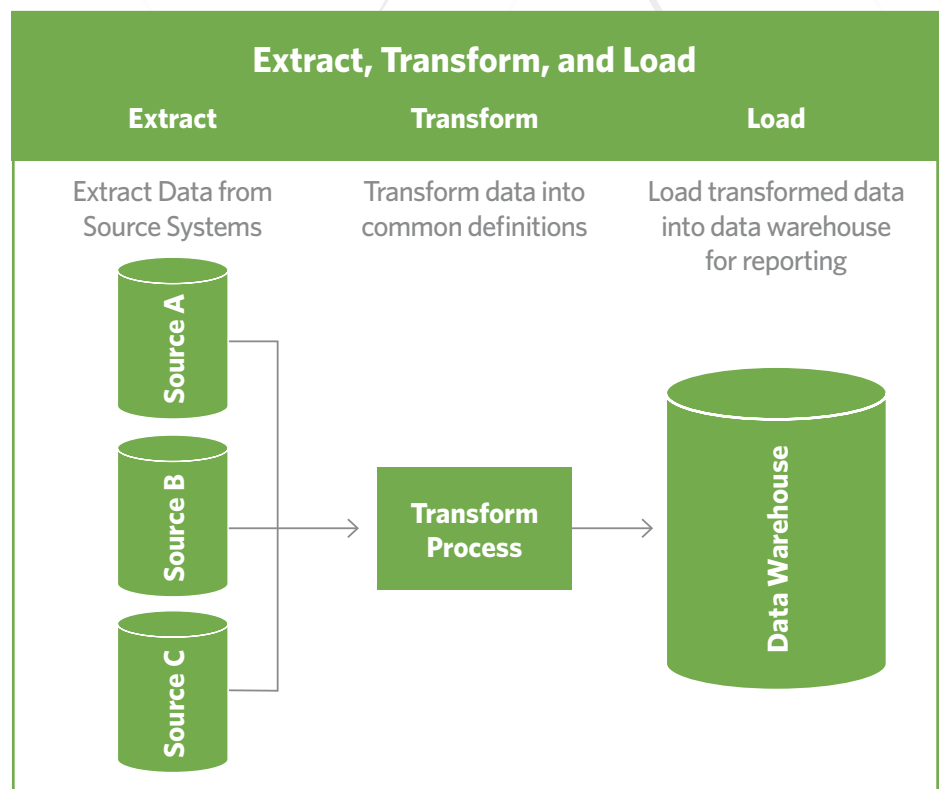 Extract, Transform, and Load
Extract
Transform
Load
Extract Data from
Source Systems
Transform data into
common definitions
Load transformed data
into data warehouse
for reporting
Source A
Source B
Source C
Transform
Process
Data Warehouse